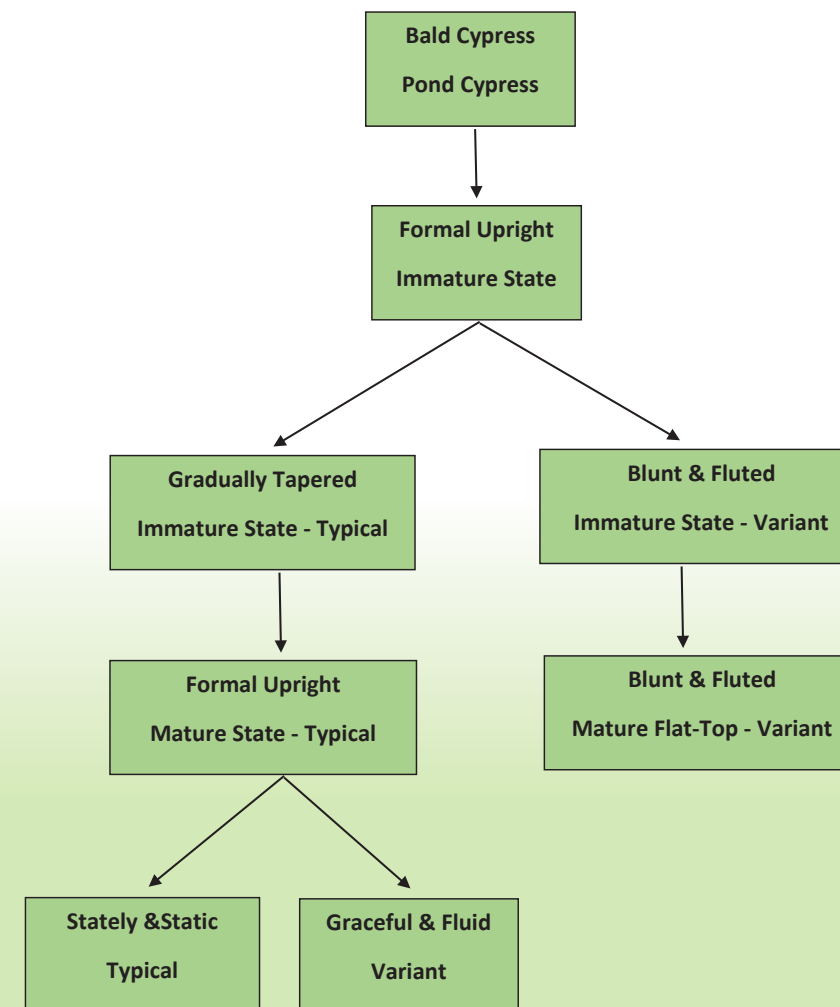 Bald Cypress
Pond Cypress
Formal Upright
Immature State
Gradually Tapered
Immature State - Typical
Blunt & Fluted
Immature State - Variant
Formal Upright
Mature State - Typical
Blunt & Fluted
Mature Flat-Top - Variant
Stately &Static
Typical
Graceful & Fluid
Variant